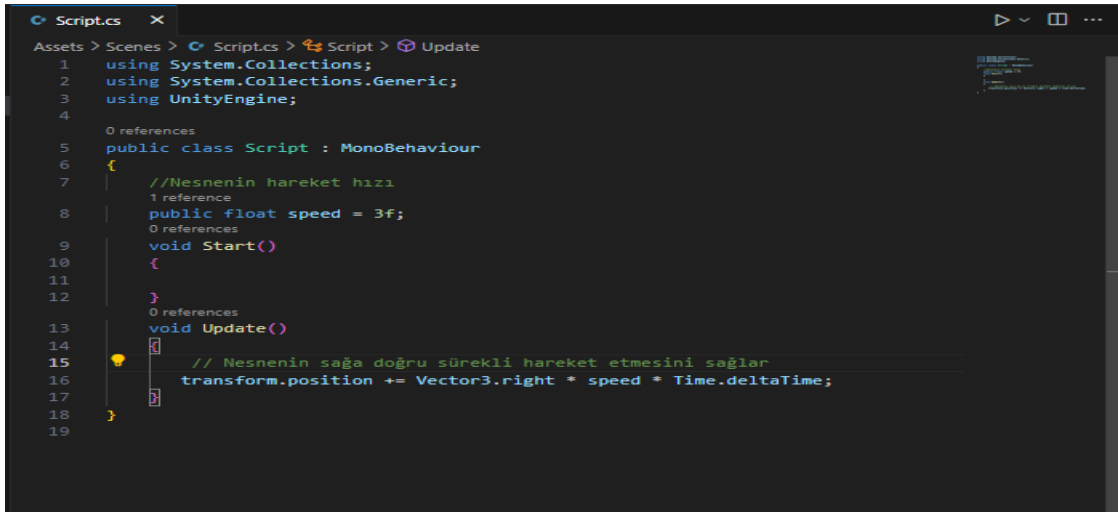 Script.cs
Assets > Scenes > Script.cs > Script > Update
1 using System.Collections;
2 using System.Collections.Generic;
3 using UnityEngine;
4
0 references
5 public class Script : MonoBehaviour
6 {
7 //Nesnenin hareket hızı
1 reference
8 public float speed = 3f;
0 references
9 void Start()
10 {
11
12 }
0 references
13 void Update()
14 {
15 // Nesnenin sağa doğru sürekli hareket etmesini sağlar
16 transform.position += Vector3.right * speed * Time.deltaTime;
17 }
18 }
19